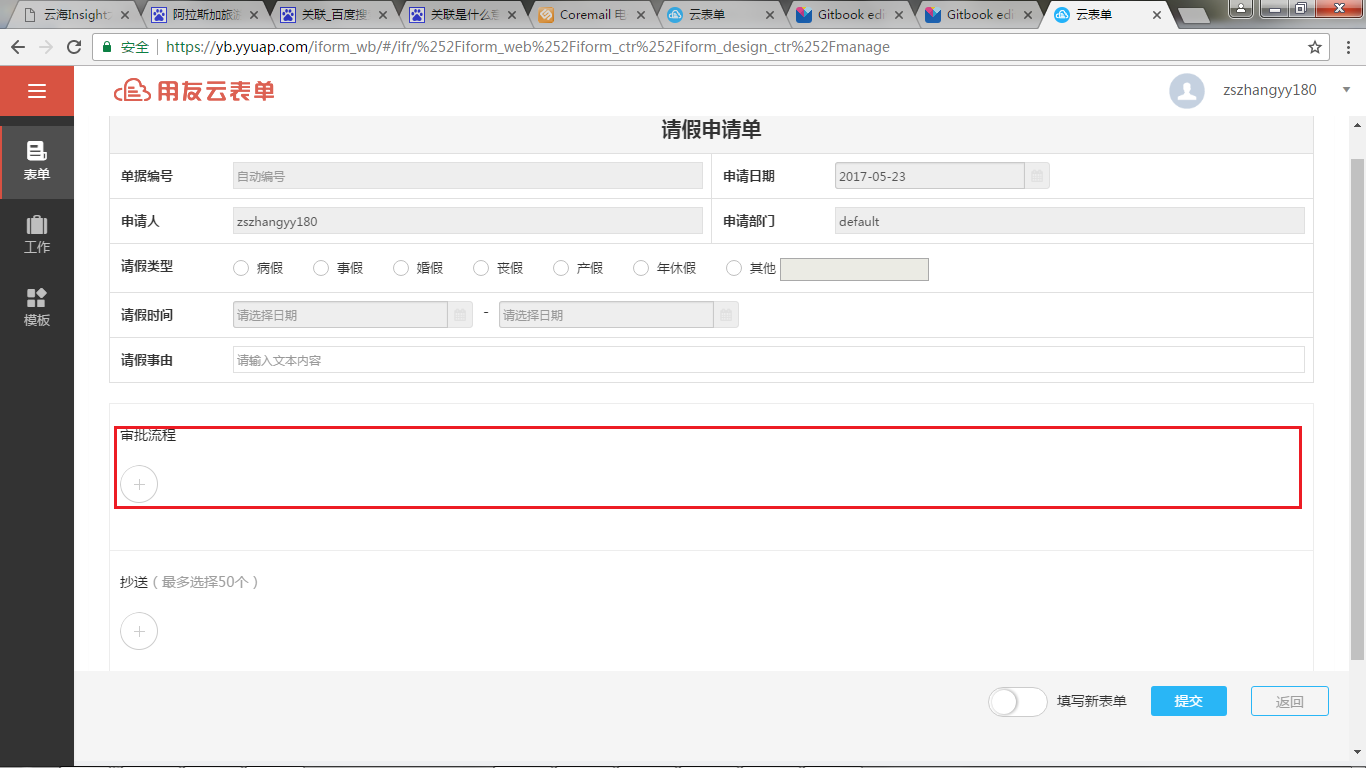 云海Insight
阿拉斯加旅游
关联_百度搜
关联是什么意
Coremail 电
云表单
Gitbook edi
Gitbook edi
云表单
安全
https://yb.yyuap.com/iform_wb/#/ifr/%252Fiform_web%252Fiform_ctr%252Fiform_design_ctr%252Fmanage
用友云表单
zszhangyy180
表单
工作
模板
请假申请单
单据编号 自动编号 申请日期 2017-05-23
申请人 zszhangyy180 申请部门 default
请假类型 病假 事假 婚假 丧假 产假 年休假 其他
请假时间 请选择日期 - 请选择日期
请假事由 请输入文本内容
审批流程
抄送（最多选择50个）
填写新表单 提交 返回